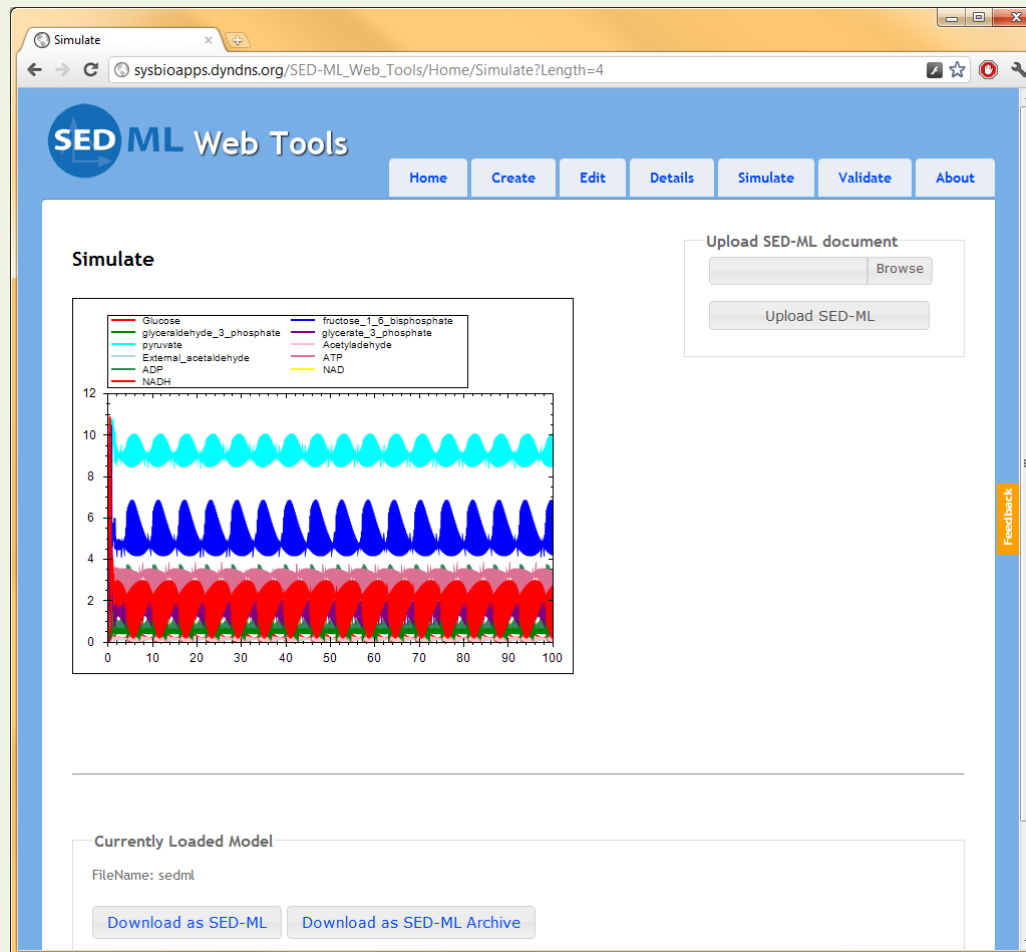 Simulate
sysbioapps.dyndns.org/SED-ML_Web_Tools/Home/Simulate?Length=4
SED ML Web Tools
Home Create Edit Details Simulate Validate About
Simulate
Upload SED-ML document
Browse
Upload SED-ML
Glucose fructose_1_6_bisphosphate
glyceraldehyde_3_phosphate glycerate_3_phosphate
pyruvate Acetyladehyde
External_acetaldehyde ATP
ADP NAD
NADH
12
10
8
6
4
2
0
0 10 20 30 40 50 60 70 80 90 100
Feedback
Currently Loaded Model
FileName: sedml
Download as SED-ML Download as SED-ML Archive